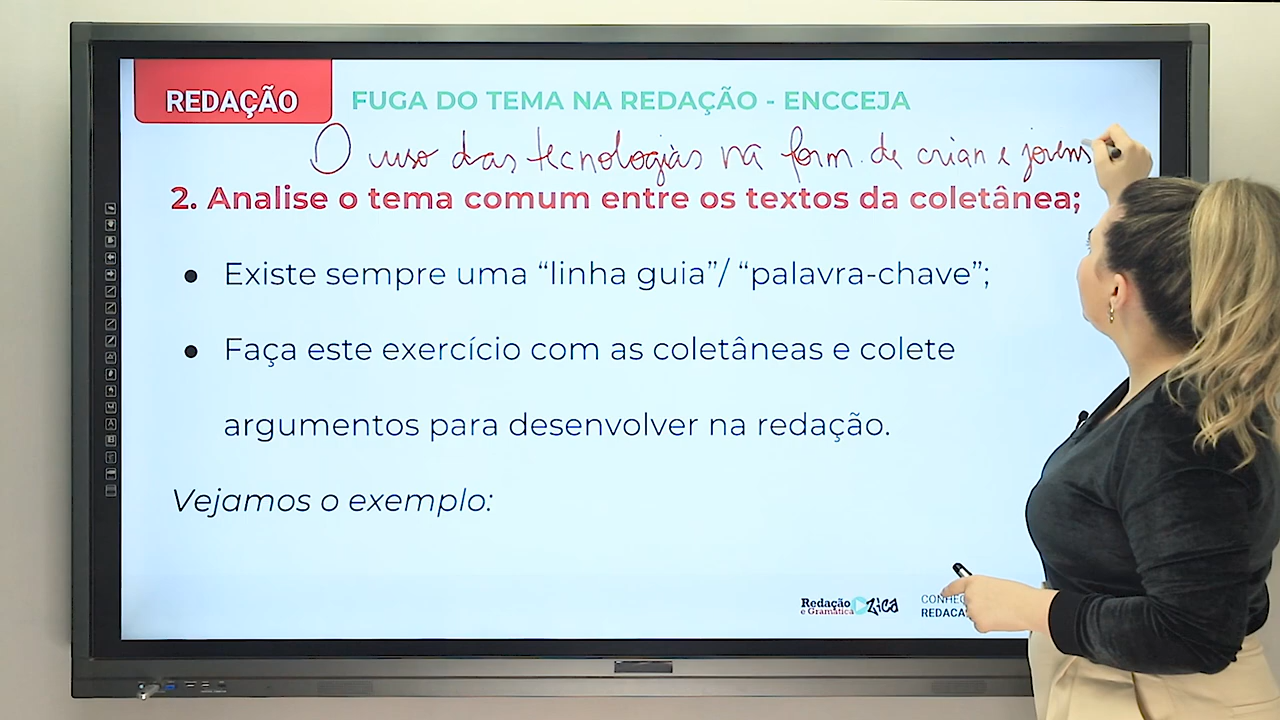 REDAÇÃO
FUGA DO TEMA NA REDAÇÃO - ENCCEJA
O uso das tecnologias na form. de crian e jovens
2. Analise o tema comum entre os textos da coletânea;
● Existe sempre uma “linha guia”/ “palavra-chave”;
● Faça este exercício com as coletâneas e colete
argumentos para desenvolver na redação.
Vejamos o exemplo:
Redação
e Gramática
Zica